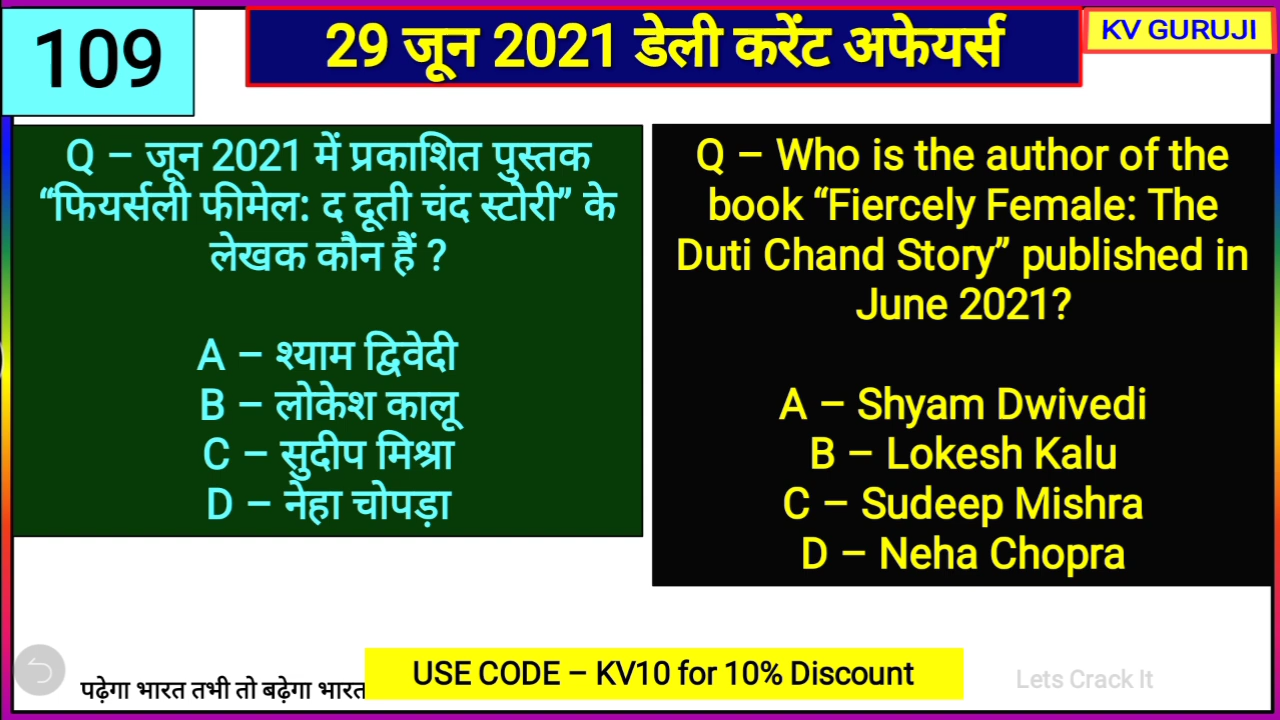 109
29 जून 2021 डेली करेंट अफेयर्स
KV GURUJI
Q – जून 2021 में प्रकाशित पुस्तक
“फियर्सली फीमेल: द दूती चंद स्टोरी” के
लेखक कौन हैं ?
A – श्याम द्विवेदी
B – लोकेश कालू
C – सुदीप मिश्रा
D – नेहा चोपड़ा
Q – Who is the author of the
book “Fiercely Female: The
Duti Chand Story” published in
June 2021?
A – Shyam Dwivedi
B – Lokesh Kalu
C – Sudeep Mishra
D – Neha Chopra
पढ़ेगा भारत तभी तो बढ़ेगा भारत
USE CODE – KV10 for 10% Discount
Lets Crack It